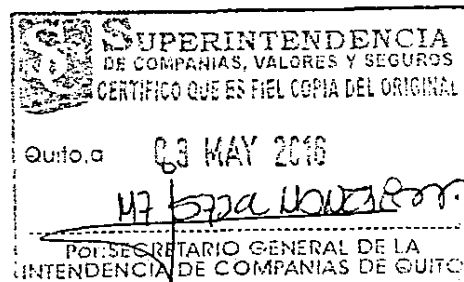 SUPERINTENDENCIA
DE COMPAÑIAS, VALORES Y SEGUROS
CERTIFICO QUE ES FIEL COPIA DEL ORIGINAL
Quito,a 03 MAY 2016
Por:SECRETARIO GENERAL DE LA
INTENDENCIA DE COMPAÑIAS DE QUITO